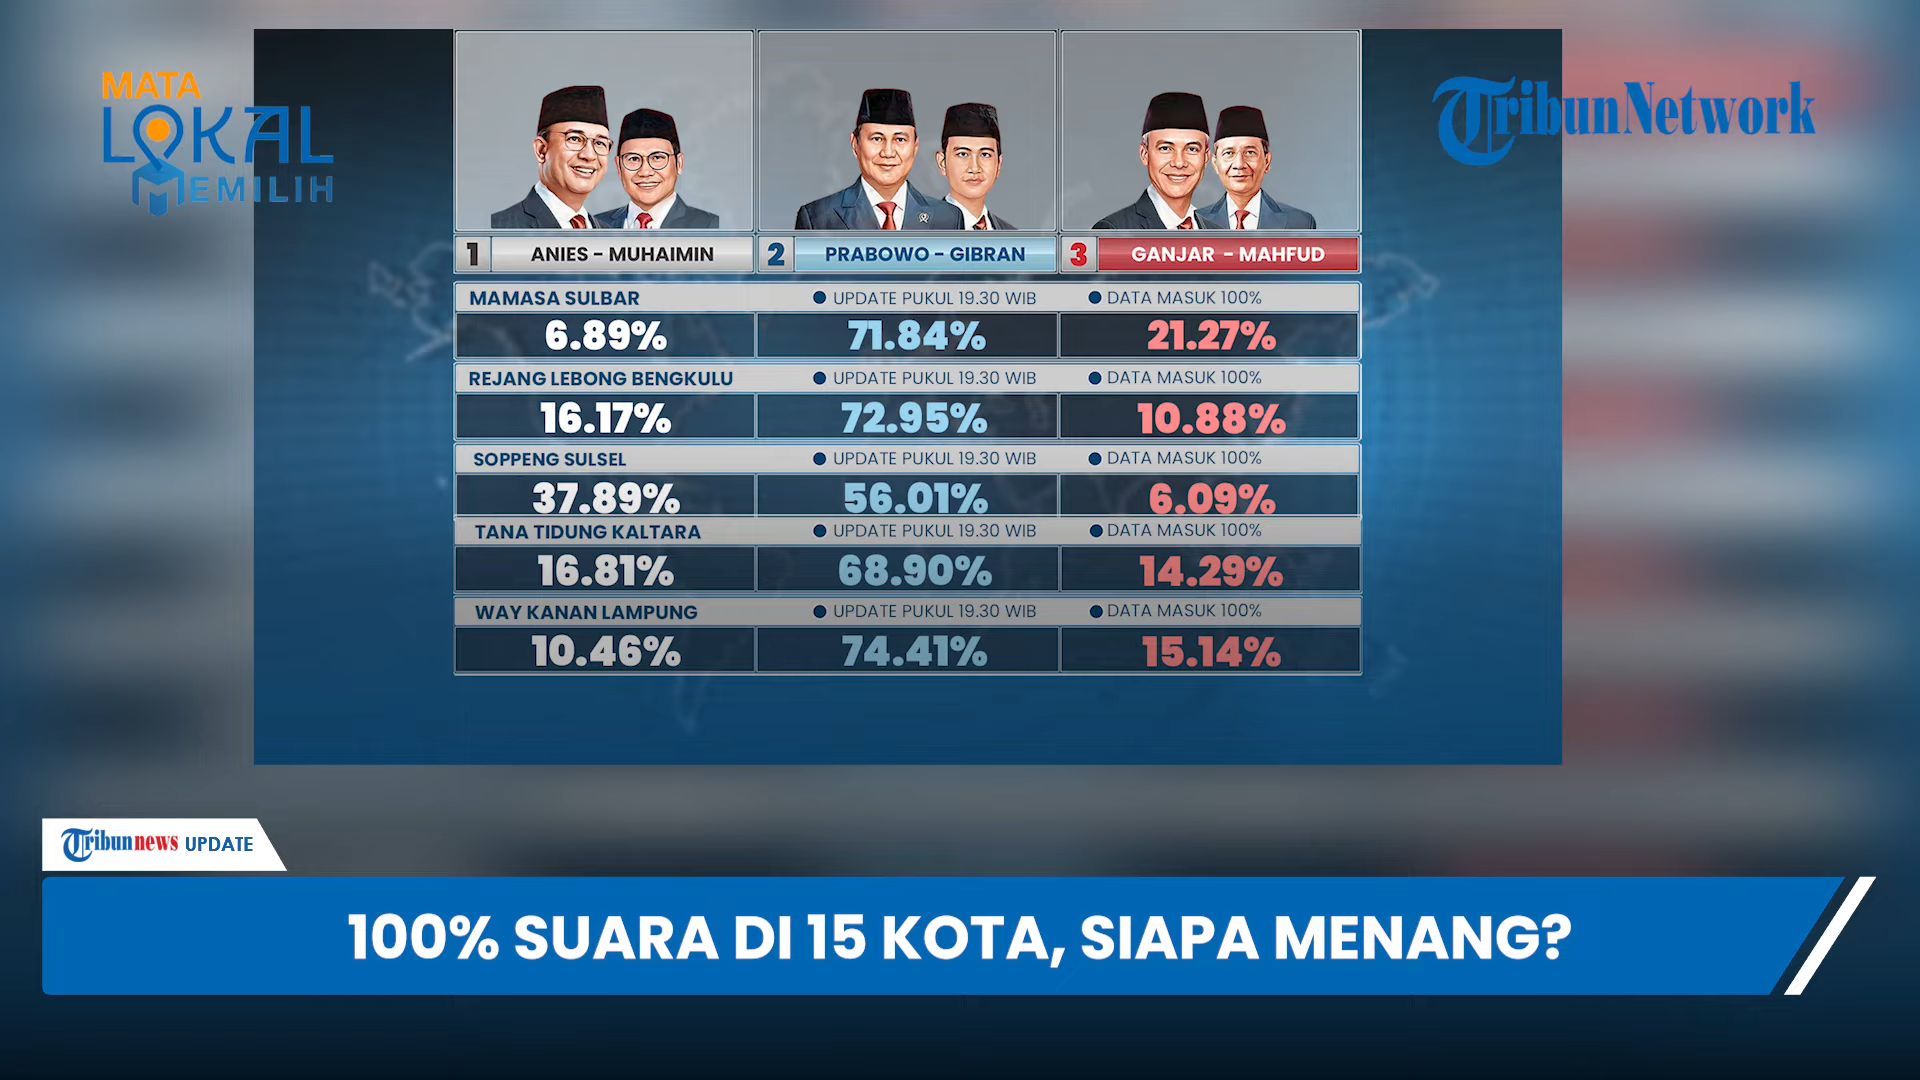 MATA
LOKAL
MEMILIH
TribunNetwork
1 ANIES - MUHAIMIN 2 PRABOWO - GIBRAN 3 GANJAR - MAHFUD
MAMASA SULBAR ● UPDATE PUKUL 19.30 WIB ● DATA MASUK 100%
6.89% 71.84% 21.27%
REJANG LEBONG BENGKULU ● UPDATE PUKUL 19.30 WIB ● DATA MASUK 100%
16.17% 72.95% 10.88%
SOPPENG SULSEL ● UPDATE PUKUL 19.30 WIB ● DATA MASUK 100%
37.89% 56.01% 6.09%
TANA TIDUNG KALTARA ● UPDATE PUKUL 19.30 WIB ● DATA MASUK 100%
16.81% 68.90% 14.29%
WAY KANAN LAMPUNG ● UPDATE PUKUL 19.30 WIB ● DATA MASUK 100%
10.46% 74.41% 15.14%
Tribunnews UPDATE
100% SUARA DI 15 KOTA, SIAPA MENANG?